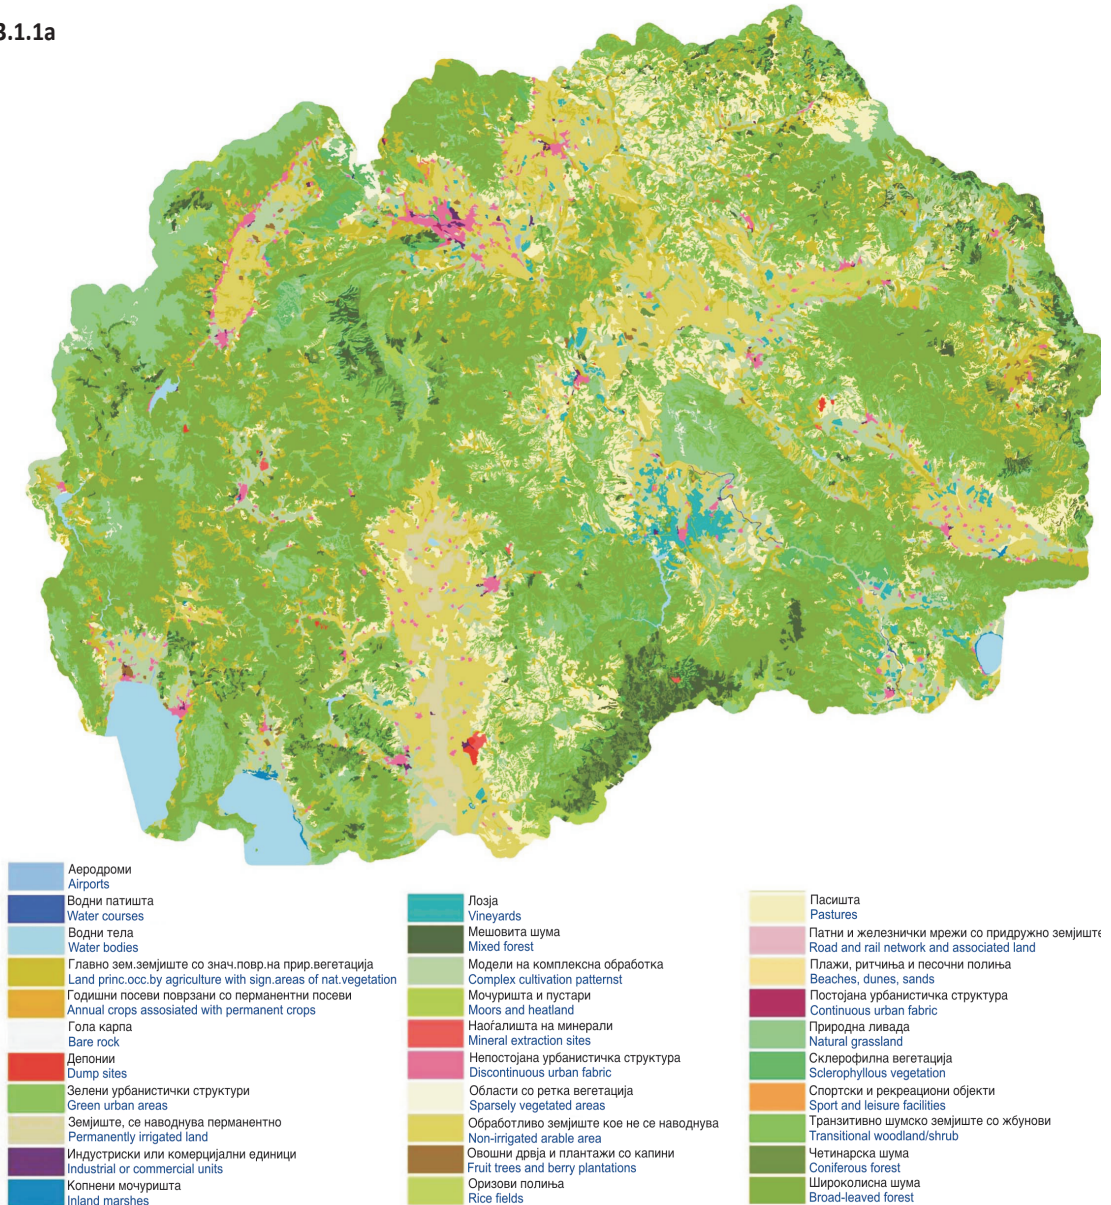 3.1.1a
Аеродроми
Airports
Водни патишта
Water courses
Водни тела
Water bodies
Главно зем.земјиште со знач.повр.на прир.вегетација
Land princ.occ.by agriculture with sign.areas of nat.vegetation
Годишни посеви поврзани со перманентни посеви
Annual crops assosiated with permanent crops
Гола карпа
Bare rock
Депонии
Dump sites
Зелени урбанистички структури
Green urban areas
Земјиште, се наводнува перманентно
Permanently irrigated land
Индустриски или комерцијални единици
Industrial or commercial units
Копнени мочуришта
Inland marshes
Лозја
Vineyards
Мешовита шума
Mixed forest
Модели на комплексна обработка
Complex cultivation patternst
Мочуришта и пустари
Moors and heatland
Наоѓалишта на минерали
Mineral extraction sites
Непостојана урбанистичка структура
Discontinuous urban fabric
Области со ретка вегетација
Sparsely vegetated areas
Обработливо земјиште кое не се наводнува
Non-irrigated arable area
Овошни дрвја и плантажи со капини
Fruit trees and berry plantations
Оризови полиња
Rice fields
Пасишта
Pastures
Патни и железнички мрежи со придружно земјиште
Road and rail network and associated land
Плажи, ритчиња и песочни полиња
Beaches, dunes, sands
Постојана урбанистичка структура
Continuous urban fabric
Природна ливада
Natural grassland
Склерофилна вегетација
Sclerophyllous vegetation
Спортски и рекреациони објекти
Sport and leisure facilities
Транзитивно шумско земјиште со жбунови
Transitional woodland/shrub
Четинарска шума
Coniferous forest
Широколисна шума
Broad-leaved forest